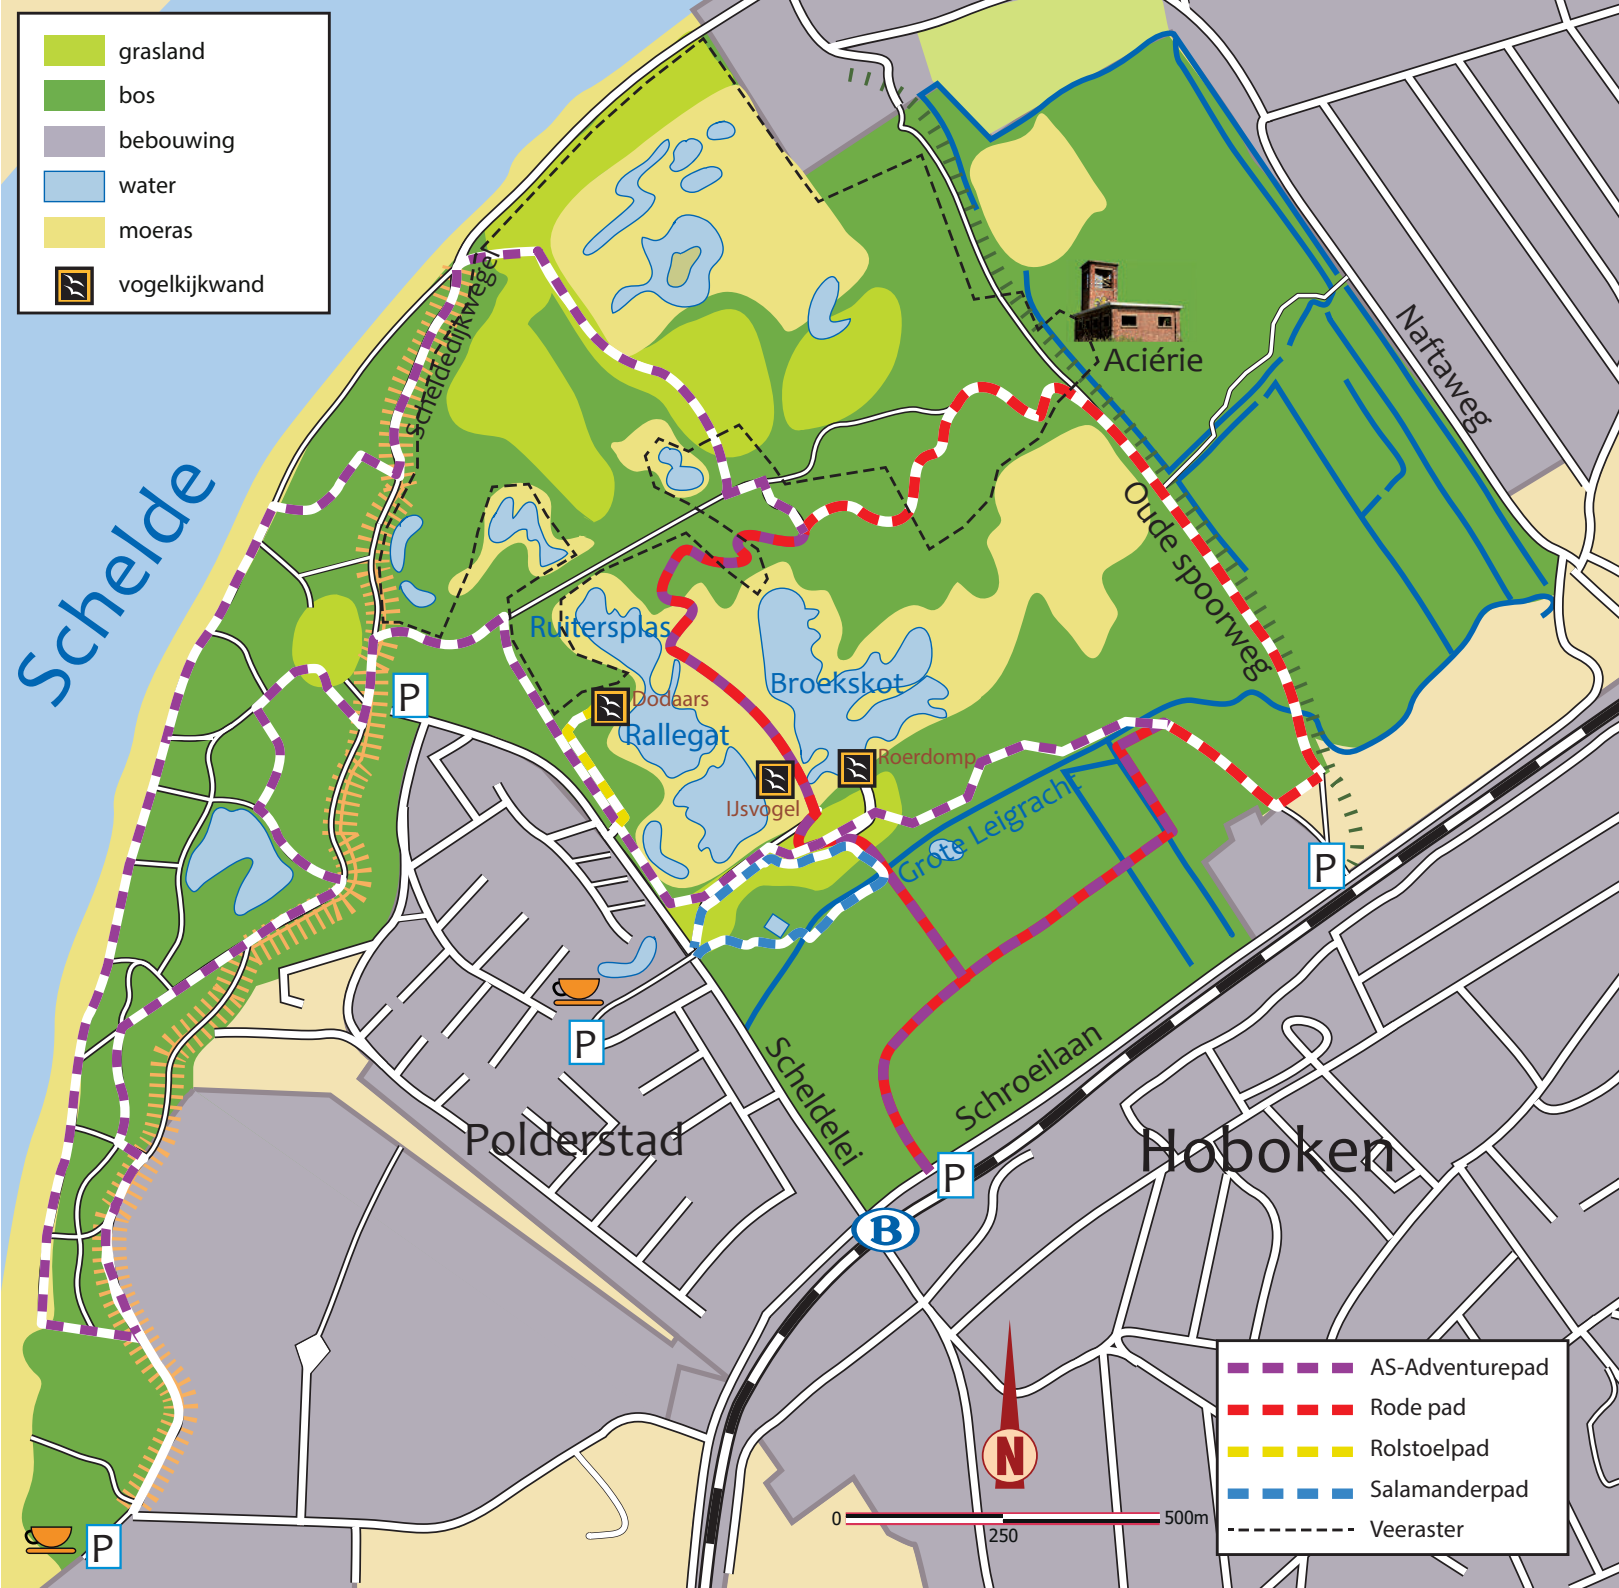 grasland
bos
bebouwing
water
moeras
vogelkijkwand
Schelde
Scheldedijkwegel
Aciérie
Naftaweg
Oude spoorweg
Ruitersplas
Broekskot
Dodaars
Rallegat
Roerdomp
IJsvogel
Grote Leigracht
P
P
P
P
P
Scheldelei
Schroeilaan
Polderstad
Hoboken
B
N
0
250
500m
AS-Adventurepad
Rode pad
Rolstoelpad
Salamanderpad
Veeraster